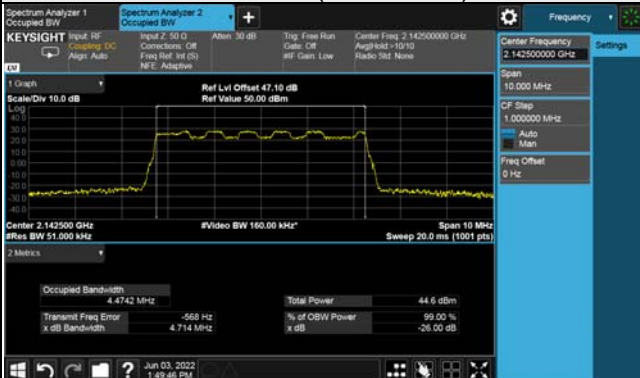 Spectrum Analyzer 1
Occupied BW
Spectrum Analyzer 2
Occupied BW
Frequency
KEYSIGHT
Input: RF
Coupling: DC
Align: Auto
Input Z: 50 Ω
Corrections: Off
Freq Ref: Int (S)
NFE: Adaptive
Atten: 30 dB
Trig: Free Run
Gate: Off
#IF Gain: Low
Center Freq: 2.142500000 GHz
Avg|Hold:>10/10
Radio Std: None
LXI
Center Frequency
2.142500000 GHz
Settings
Span
10.000 MHz
CF Step
1.000000 MHz
Auto
Man
Freq Offset
0 Hz
1 Graph
Scale/Div 10.0 dB
Ref Lvl Offset 47.10 dB
Ref Value 50.00 dBm
Log
40.0
30.0
20.0
10.0
0.00
-10.0
-20.0
-30.0
-40.0
Center 2.142500 GHz
#Res BW 51.000 kHz
#Video BW 160.00 kHz*
Span 10 MHz
Sweep 20.0 ms (1001 pts)
2 Metrics
Occupied Bandwidth
4.4742 MHz
Total Power
44.6 dBm
Transmit Freq Error
-568 Hz
% of OBW Power
99.00 %
x dB Bandwidth
4.714 MHz
x dB
-26.00 dB
?
Jun 03, 2022
1:49:46 PM